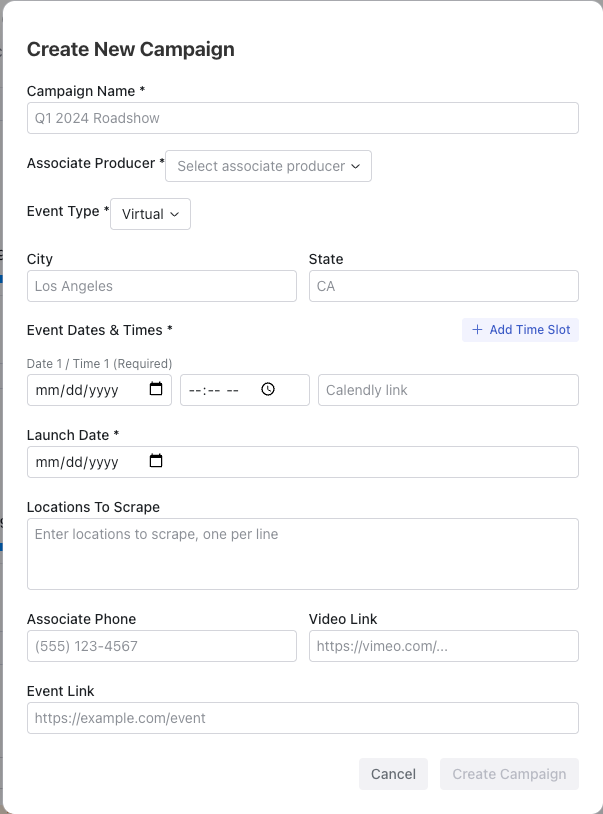 Create New Campaign
Campaign Name *
Q1 2024 Roadshow
Associate Producer * Select associate producer
Event Type * Virtual
City State
Los Angeles CA
Event Dates & Times * + Add Time Slot
Date 1 / Time 1 (Required)
mm/dd/yyyy --:-- -- Calendly link
Launch Date *
mm/dd/yyyy
Locations To Scrape
Enter locations to scrape, one per line
Associate Phone Video Link
(555) 123-4567 https://vimeo.com/...
Event Link
https://example.com/event
Cancel Create Campaign